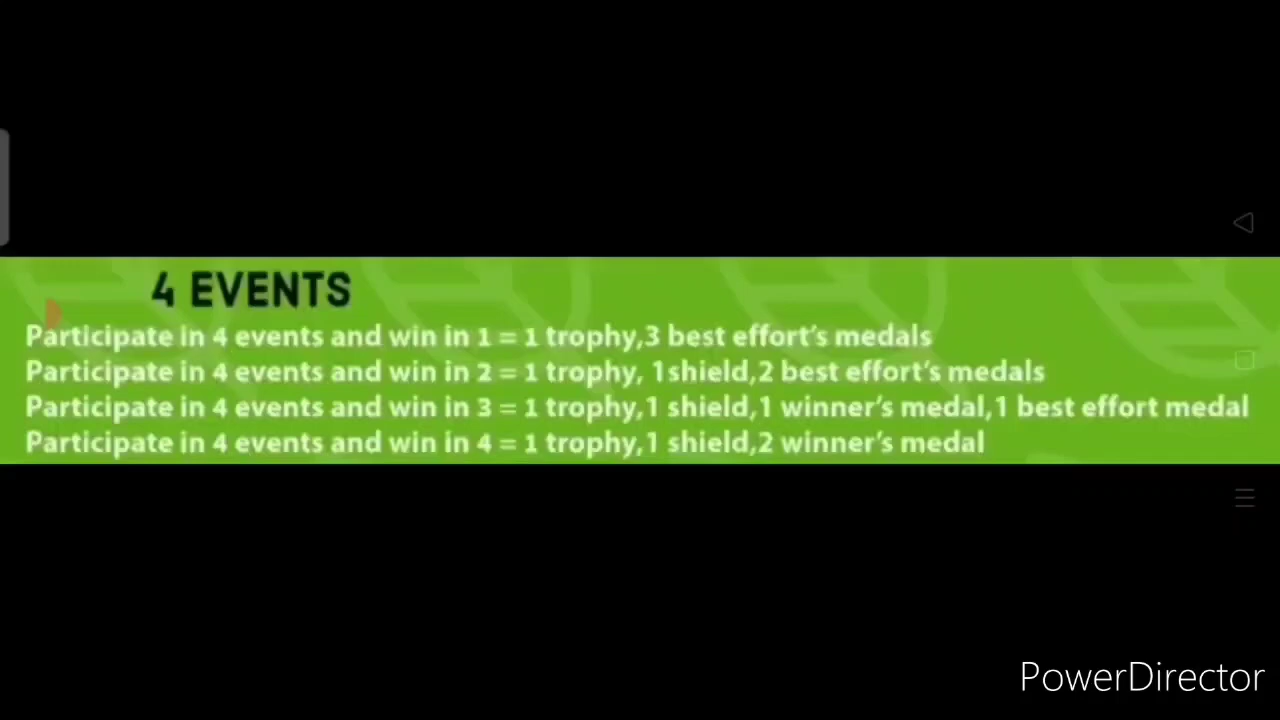 4 EVENTS
Participate in 4 events and win in 1 = 1 trophy,3 best effort's medals
Participate in 4 events and win in 2 = 1 trophy, 1shield,2 best effort's medals
Participate in 4 events and win in 3 = 1 trophy,1 shield,1 winner's medal,1 best effort medal
Participate in 4 events and win in 4 = 1 trophy,1 shield,2 winner's medal
PowerDirector